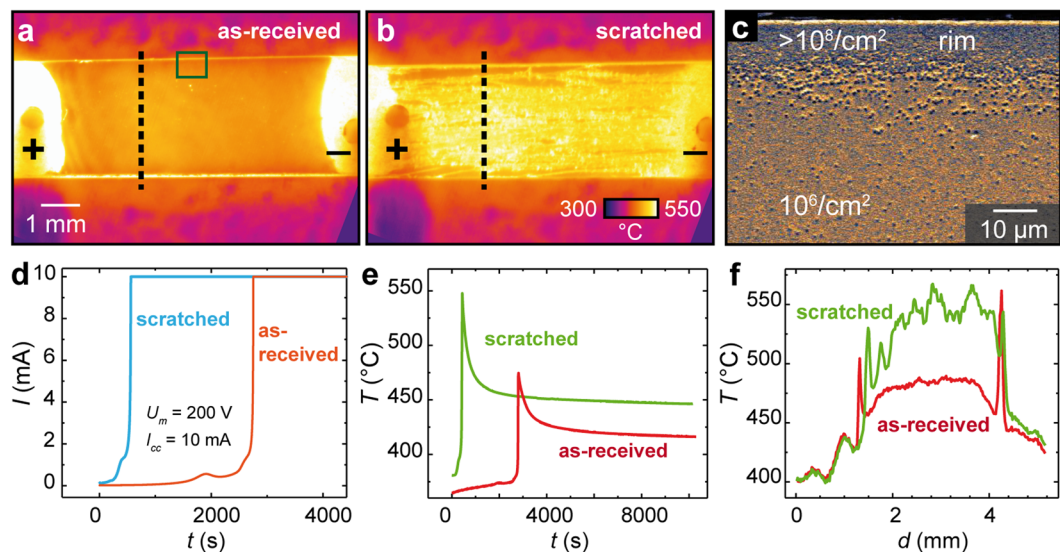 a as-received
+ −
1 mm
b scratched
+ −
300 550
°C
c
>10⁸/cm² rim
10⁶/cm²
10 µm
d
I (mA)
10
8
6
4
2
0
scratched
as-
received
Uₘ = 200 V
I_cc = 10 mA
0 2000 4000
t (s)
e
T (°C)
550
500
450
400
scratched
as-received
0 4000 8000
t (s)
f
T (°C)
550
500
450
400
scratched
as-received
0 2 4
d (mm)